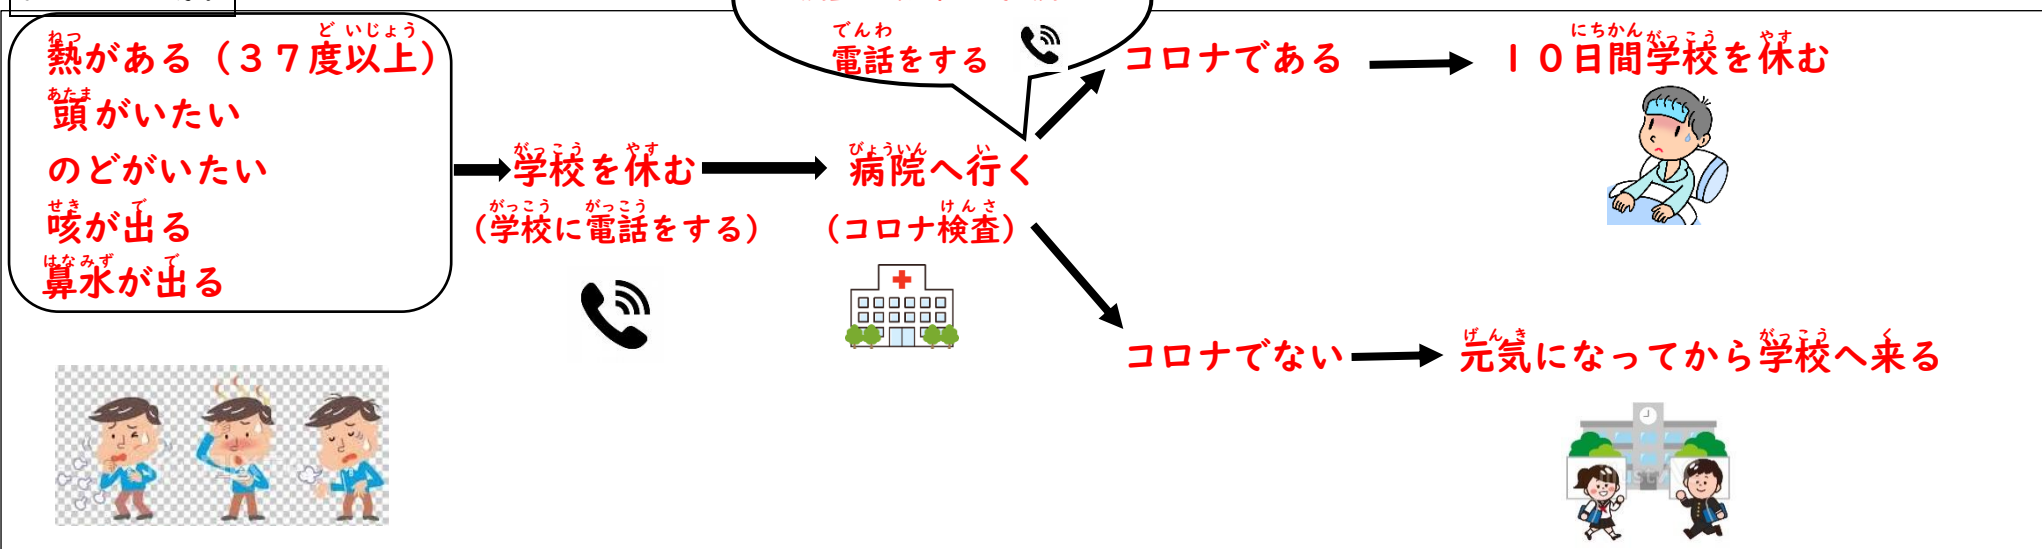 熱がある（３７度以上）
頭がいたい
のどがいたい
咳が出る
鼻水が出る
学校を休む
（学校に電話をする）
電話をする
病院へ行く
（コロナ検査）
コロナである
１０日間学校を休む
コロナでない
元気になってから学校へ来る